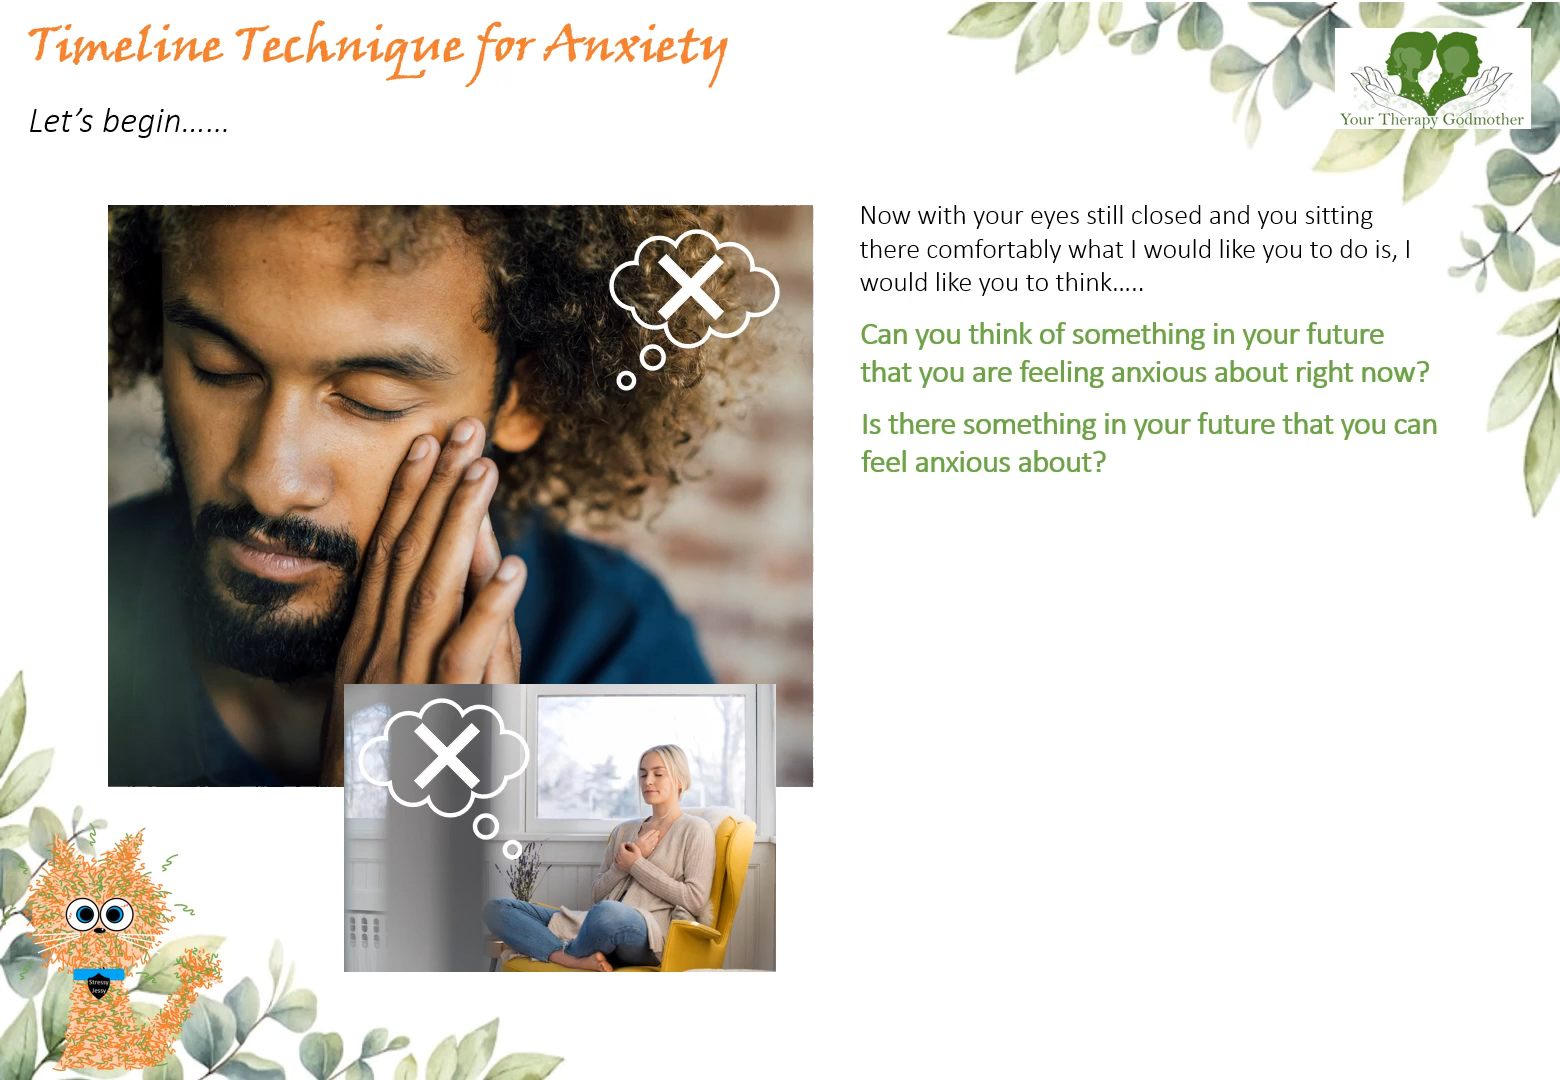 Timeline Technique for Anxiety
Let's begin……
Your Therapy Godmother
Now with your eyes still closed and you sitting
there comfortably what I would like you to do is, I
would like you to think…..
Can you think of something in your future
that you are feeling anxious about right now?
Is there something in your future that you can
feel anxious about?
Stressy
Jessy